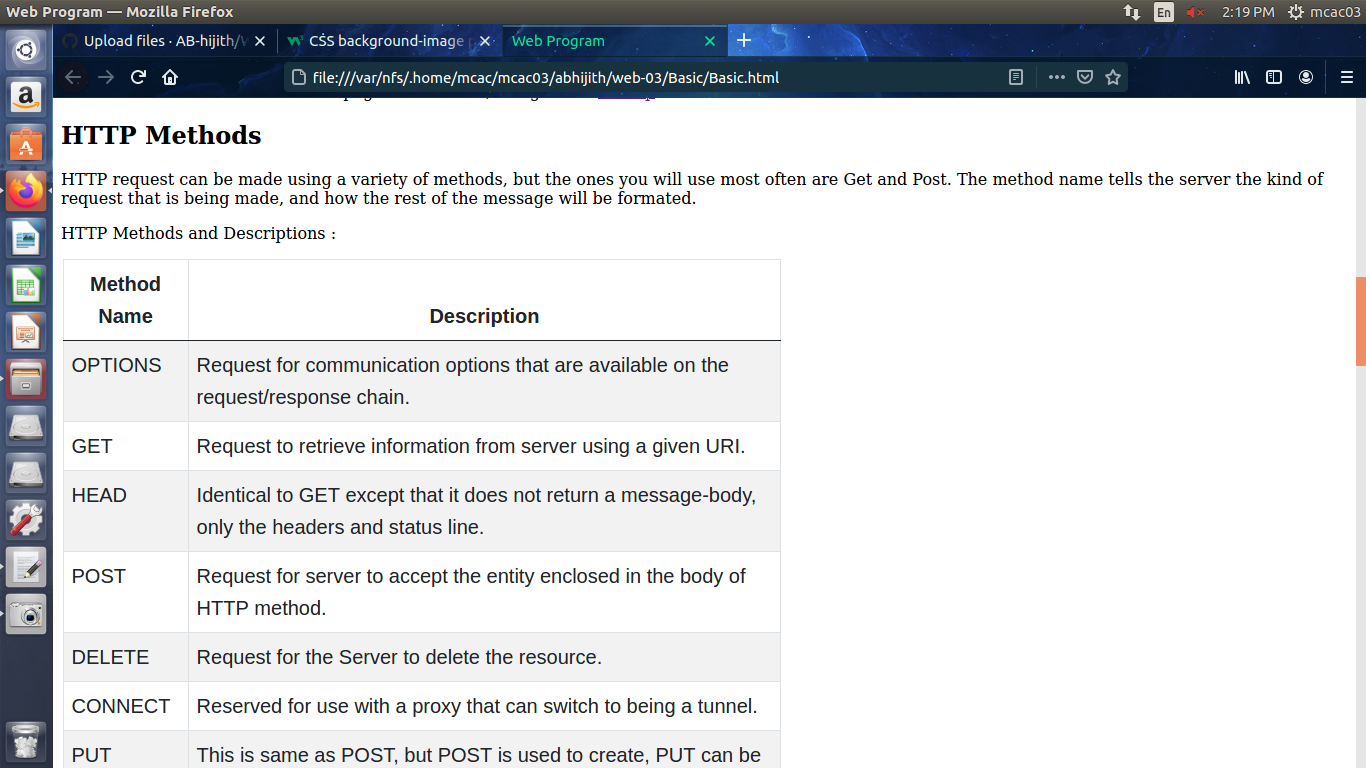 Web Program — Mozilla Firefox
En
2:19 PM
mcac03
Upload files · AB-hijith/
CSS background-image
Web Program
file:///var/nfs/.home/mcac/mcac03/abhijith/web-03/Basic/Basic.html
HTTP Methods
HTTP request can be made using a variety of methods, but the ones you will use most often are Get and Post. The method name tells the server the kind of
request that is being made, and how the rest of the message will be formated.
HTTP Methods and Descriptions :
Method
Name
Description
OPTIONS
Request for communication options that are available on the
request/response chain.
GET
Request to retrieve information from server using a given URI.
HEAD
Identical to GET except that it does not return a message-body,
only the headers and status line.
POST
Request for server to accept the entity enclosed in the body of
HTTP method.
DELETE
Request for the Server to delete the resource.
CONNECT
Reserved for use with a proxy that can switch to being a tunnel.
PUT
This is same as POST, but POST is used to create, PUT can be